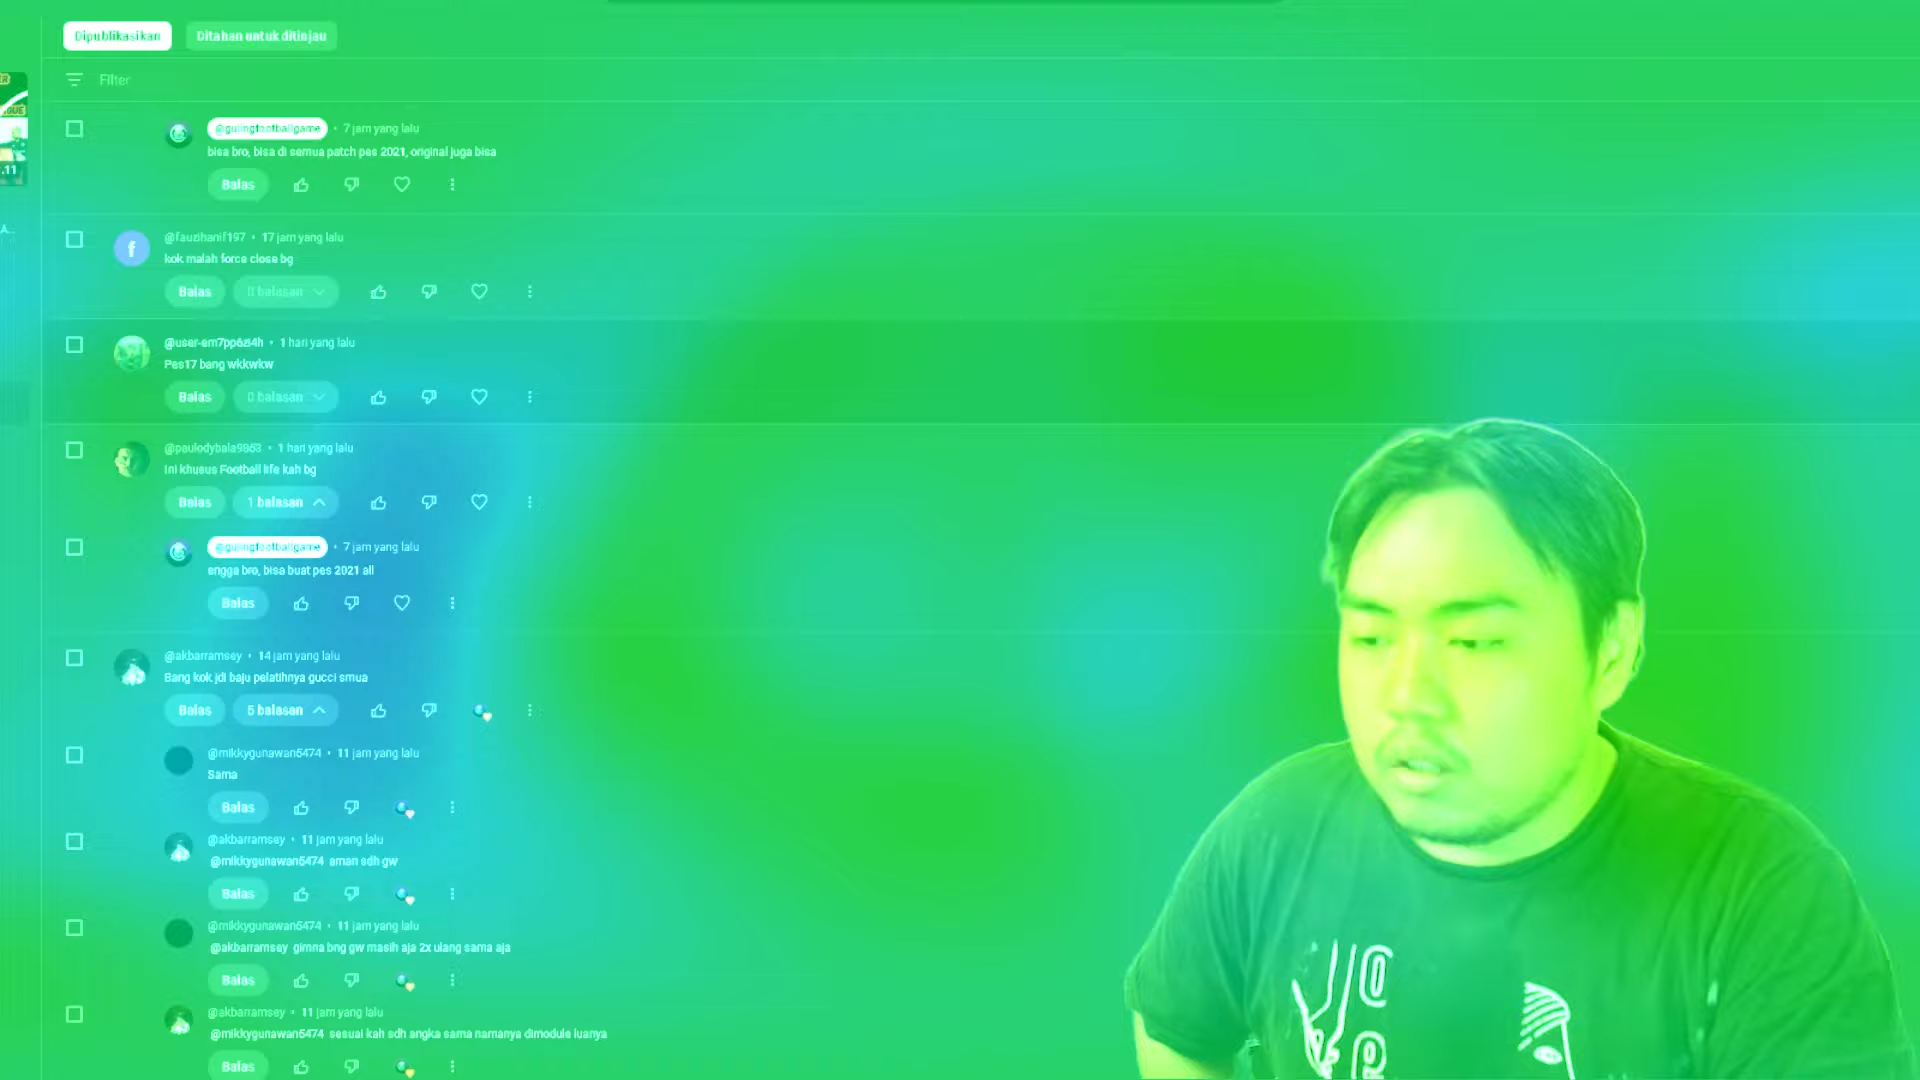 Dipublikasikan
Ditahan untuk ditinjau
Filter
.11
@gulingfootballgame • 7 jam yang lalu
bisa bro, bisa di semua patch pes 2021, original juga bisa
Balas
f
@fauzihanif197 • 17 jam yang lalu
kok malah force close bg
Balas
0 balasan
@user-em7pp6zi4h • 1 hari yang lalu
Pes17 bang wkkwkw
Balas
0 balasan
@paulodybala9863 • 1 hari yang lalu
Ini khusus Football life kah bg
Balas
1 balasan
@gulingfootballgame • 7 jam yang lalu
engga bro, bisa buat pes 2021 all
Balas
@akbarramsey • 14 jam yang lalu
Bang kok jdi baju pelatihnya gucci smua
Balas
5 balasan
@mikkygunawan5474 • 11 jam yang lalu
Sama
Balas
@akbarramsey • 11 jam yang lalu
@mikkygunawan5474 aman sdh gw
Balas
@mikkygunawan5474 • 11 jam yang lalu
@akbarramsey gimna bng gw masih aja 2x ulang sama aja
Balas
@akbarramsey • 11 jam yang lalu
@mikkygunawan5474 sesuai kah sdh angka sama namanya dimodule luanya
Balas